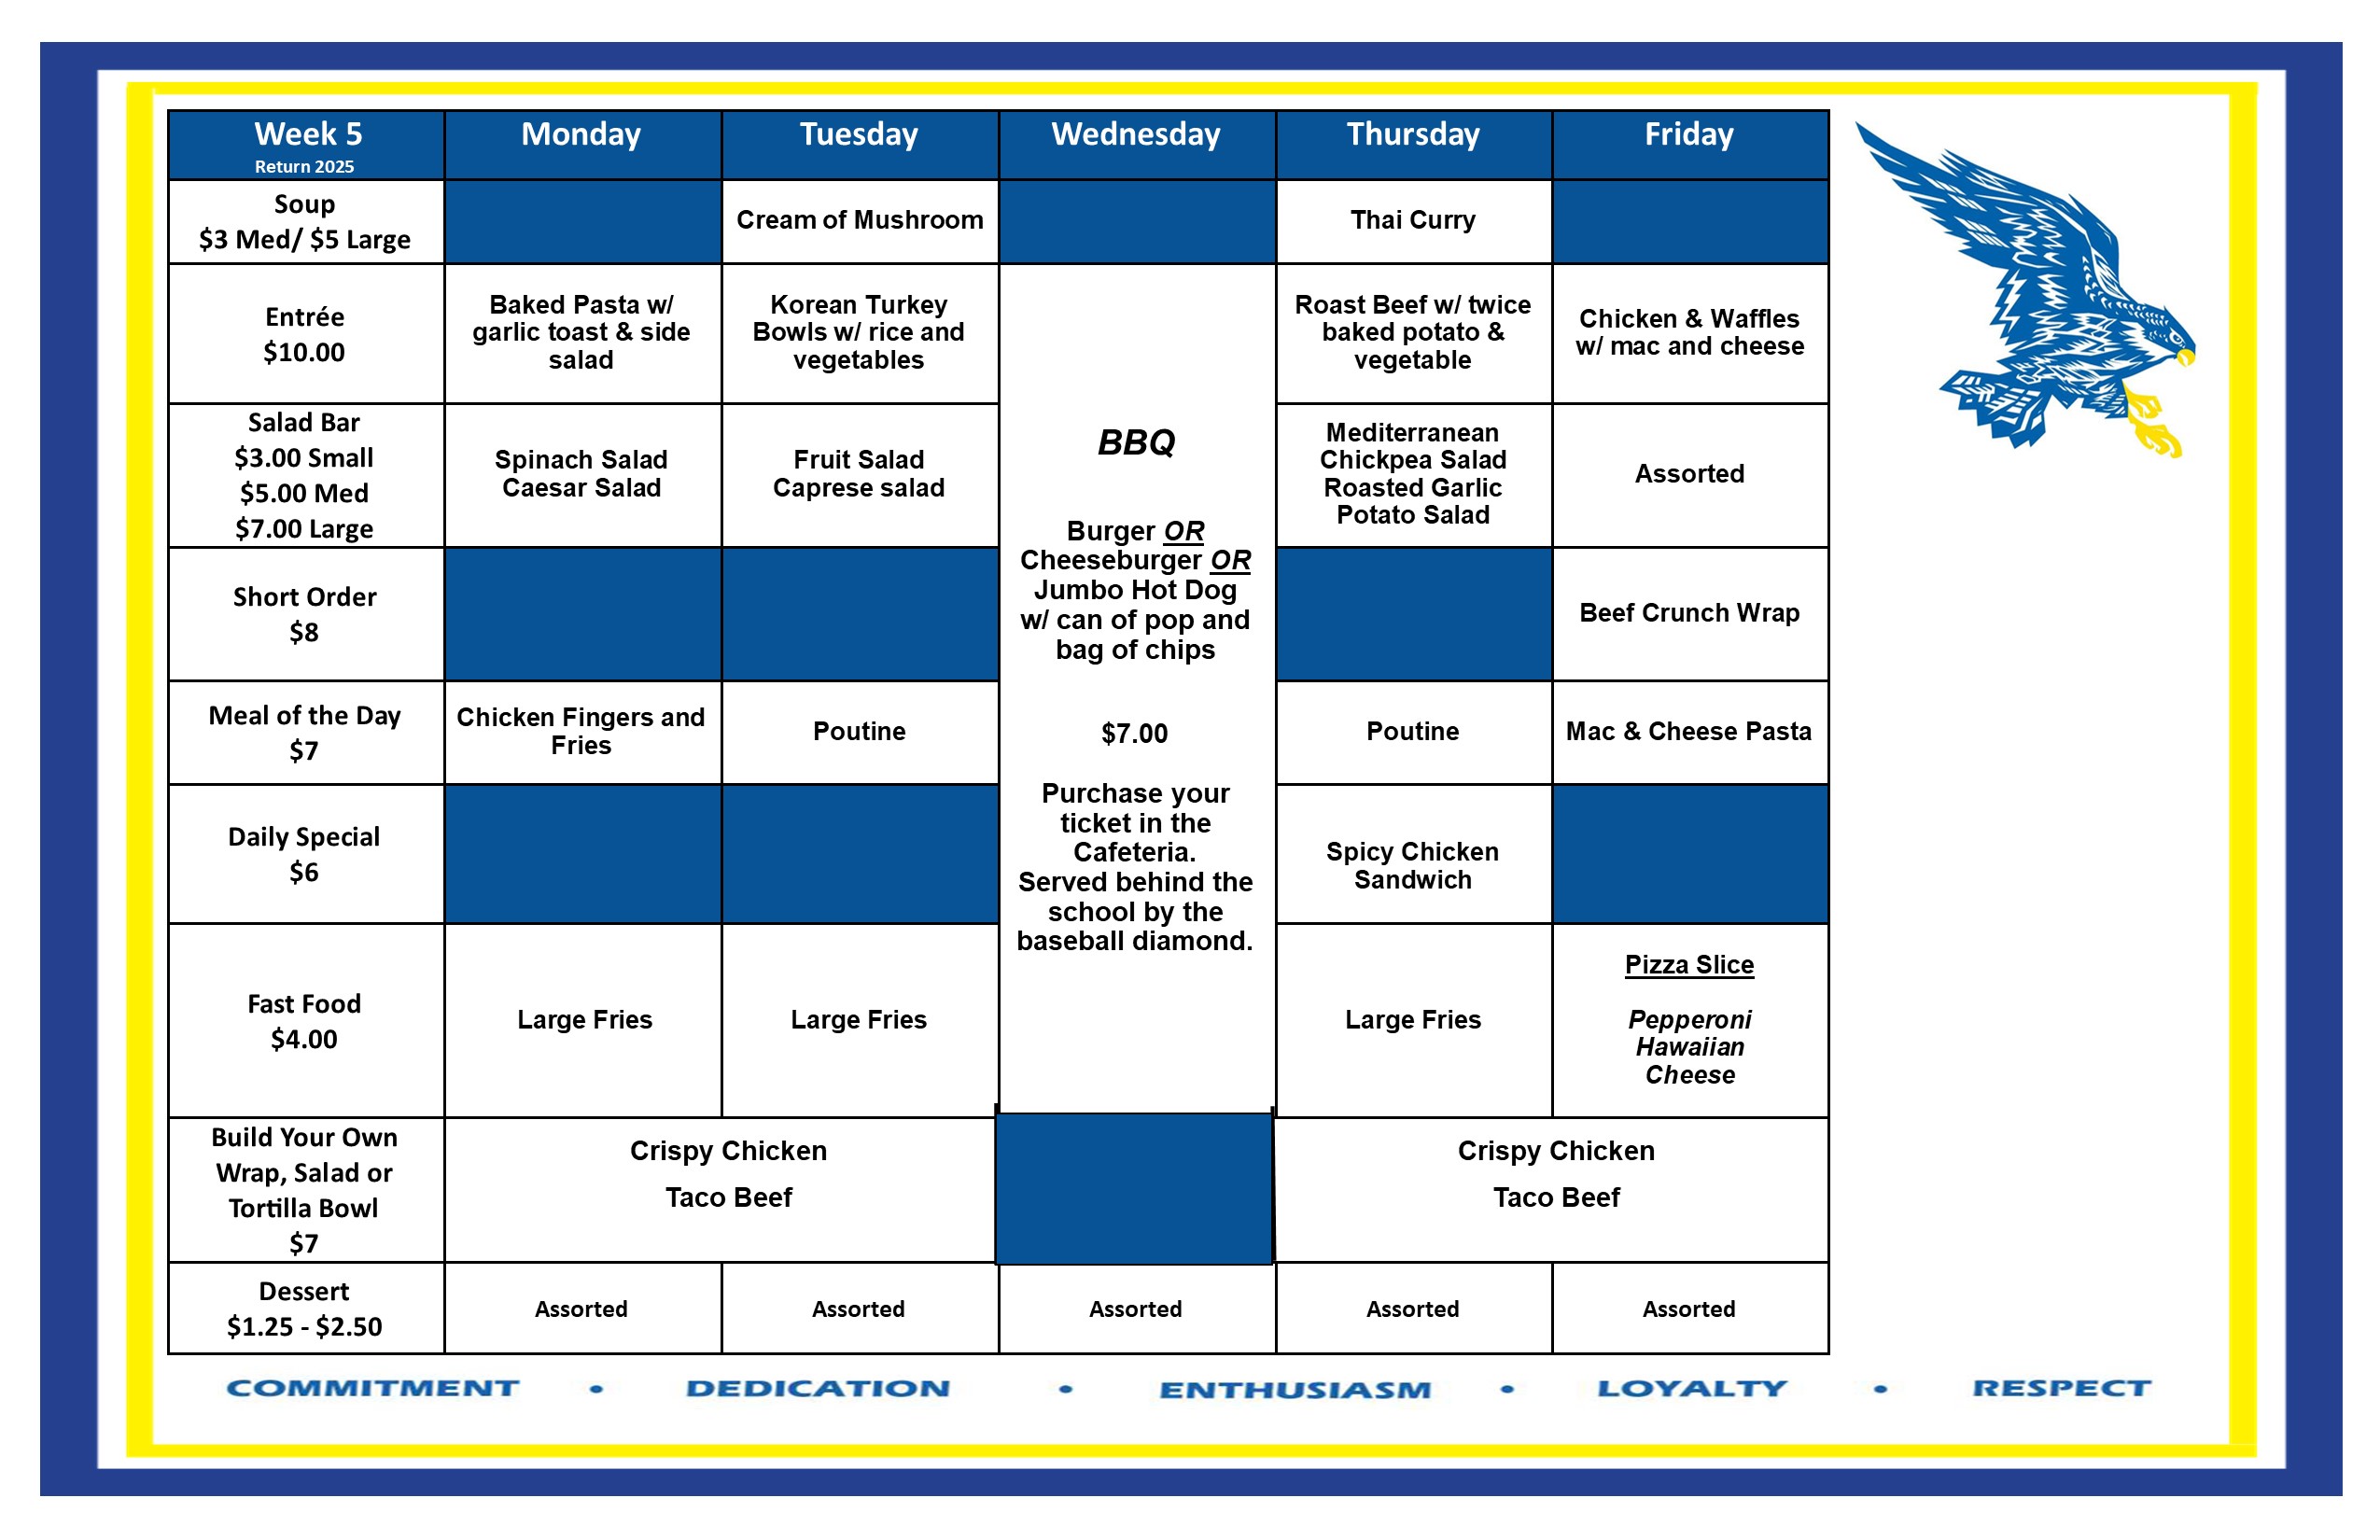 Week 5
Return 2025
Monday
Tuesday
Wednesday
Thursday
Friday
Soup
$3 Med/ $5 Large
Cream of Mushroom
Thai Curry
Entrée
$10.00
Baked Pasta w/
garlic toast & side
salad
Korean Turkey
Bowls w/ rice and
vegetables
BBQ
Burger OR
Cheeseburger OR
Jumbo Hot Dog
w/ can of pop and
bag of chips
$7.00
Purchase your
ticket in the
Cafeteria.
Served behind the
school by the
baseball diamond.
Roast Beef w/ twice
baked potato &
vegetable
Chicken & Waffles
w/ mac and cheese
Salad Bar
$3.00 Small
$5.00 Med
$7.00 Large
Spinach Salad
Caesar Salad
Fruit Salad
Caprese salad
Mediterranean
Chickpea Salad
Roasted Garlic
Potato Salad
Assorted
Short Order
$8
Beef Crunch Wrap
Meal of the Day
$7
Chicken Fingers and
Fries
Poutine
Poutine
Mac & Cheese Pasta
Daily Special
$6
Spicy Chicken
Sandwich
Fast Food
$4.00
Large Fries
Large Fries
Large Fries
Pizza Slice
Pepperoni
Hawaiian
Cheese
Build Your Own
Wrap, Salad or
Tortilla Bowl
$7
Crispy Chicken
Taco Beef
Crispy Chicken
Taco Beef
Dessert
$1.25 - $2.50
Assorted
Assorted
Assorted
Assorted
Assorted
COMMITMENT • DEDICATION • ENTHUSIASM • LOYALTY • RESPECT